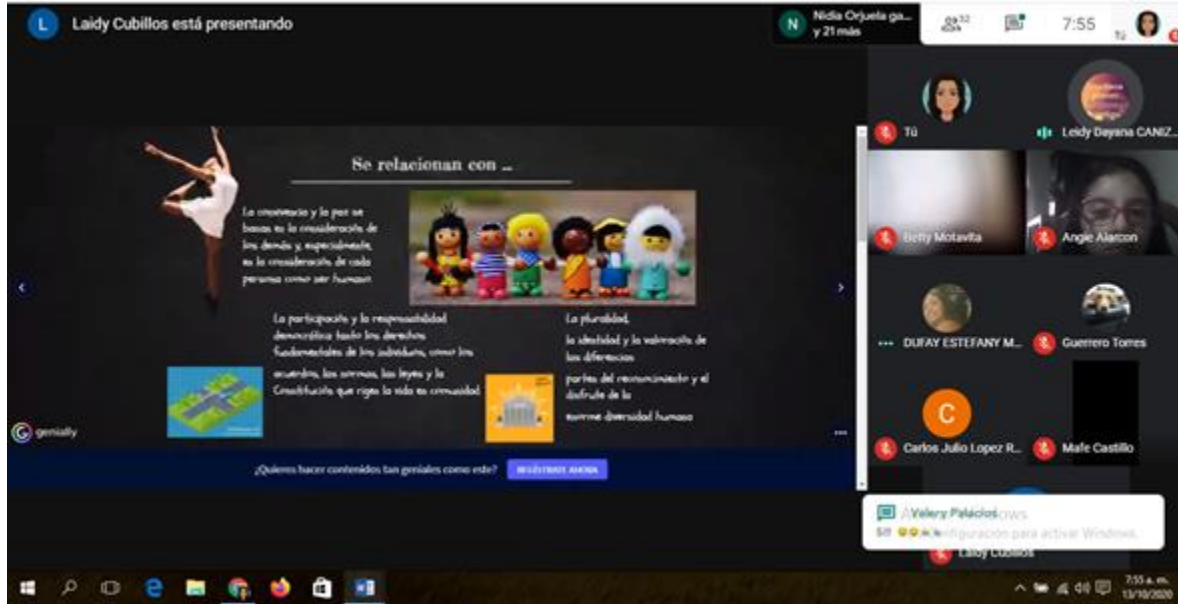 L Laidy Cubillos está presentando
N Nidia Orjuela ga...
y 21 más
32
7:55
Tú
Tú
Leidy Dayana CANIZ...
Betty Motavita
Angie Alarcon
DUFAY ESTEFANY M...
Guerrero Torres
C
Carlos Julio Lopez R...
Mafe Castillo
Laidy Cubillos
Valery Palacios
configuración para activar Windows.
Se relacionan con ...
La convivencia y la paz se
basan en la consideración de
los demás y, especialmente,
en la consideración de cada
persona como ser humano.
La participación y la responsabilidad
democrática tanto los derechos
fundamentales de los individuos, como los
acuerdos, las normas, las leyes y la
Constitución que rigen la vida en comunidad
La pluralidad,
la identidad y la valoración de
las diferencias
parten del reconocimiento y el
disfrute de la
enorme diversidad humana
genially
¿Quieres hacer contenidos tan geniales como este?
REGÍSTRATE AHORA
7:55 a. m.
13/10/2020